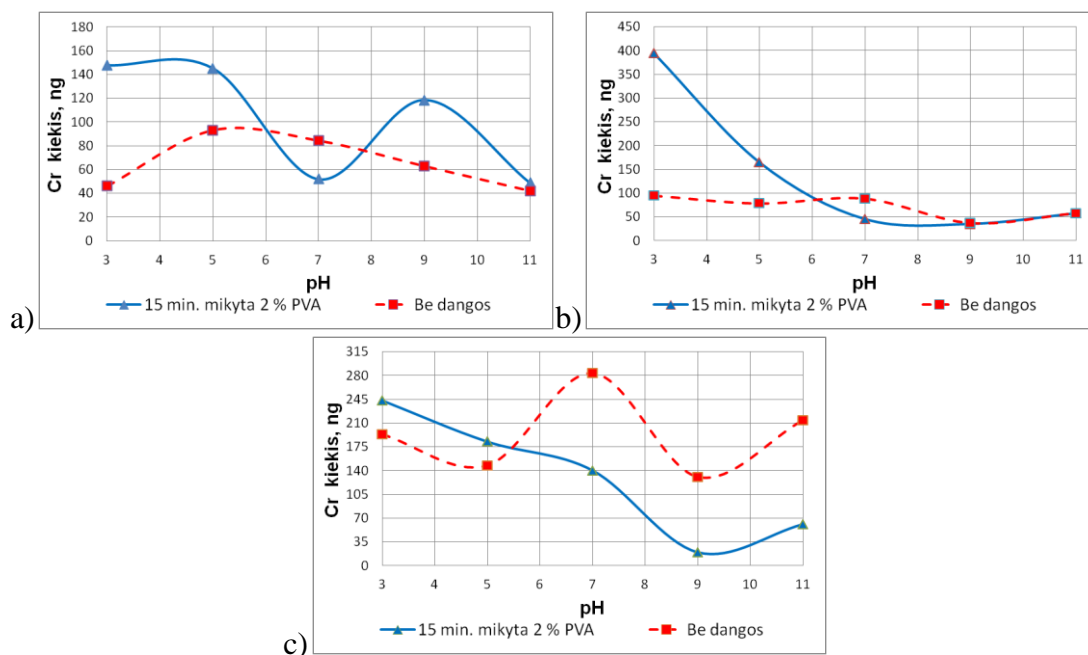 180
160
140
120
100
80
60
40
20
0
Cr kiekis, ng
3 4 5 6 7 8 9 10 11
pH
15 min. mikyta 2 % PVA Be dangos
a)
450
400
350
300
250
200
150
100
50
0
Cr kiekis, ng
3 4 5 6 7 8 9 10 11
pH
15 min. mikyta 2 % PVA Be dangos
b)
315
280
245
210
175
140
105
70
35
0
Cr kiekis, ng
3 4 5 6 7 8 9 10 11
pH
15 min. mikyta 2 % PVA Be dangos
c)